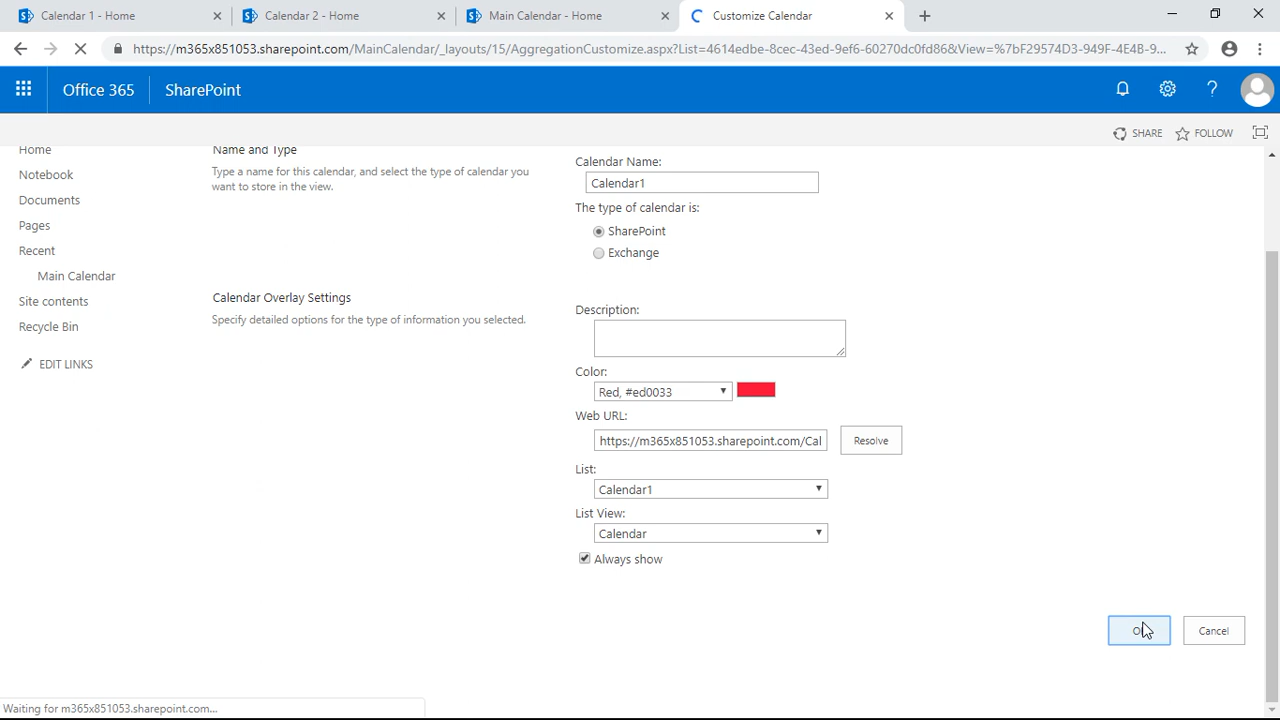 Calendar 1 - Home
Calendar 2 - Home
Main Calendar - Home
Customize Calendar
https://m365x851053.sharepoint.com/MainCalendar/_layouts/15/AggregationCustomize.aspx?List=4614edbe-8cec-43ed-9ef6-60270dc0fd86&View=%7bF29574D3-949F-4E4B-9...
Office 365
SharePoint
?
SHARE
FOLLOW
Home
Notebook
Documents
Pages
Recent
Main Calendar
Site contents
Recycle Bin
EDIT LINKS
Name and Type
Type a name for this calendar, and select the type of calendar you
want to store in the view.
Calendar Name:
Calendar1
The type of calendar is:
SharePoint
Exchange
Calendar Overlay Settings
Specify detailed options for the type of information you selected.
Description:
Color:
Red, #ed0033
Web URL:
https://m365x851053.sharepoint.com/Cal
Resolve
List:
Calendar1
List View:
Calendar
Always show
Cancel
Waiting for m365x851053.sharepoint.com...